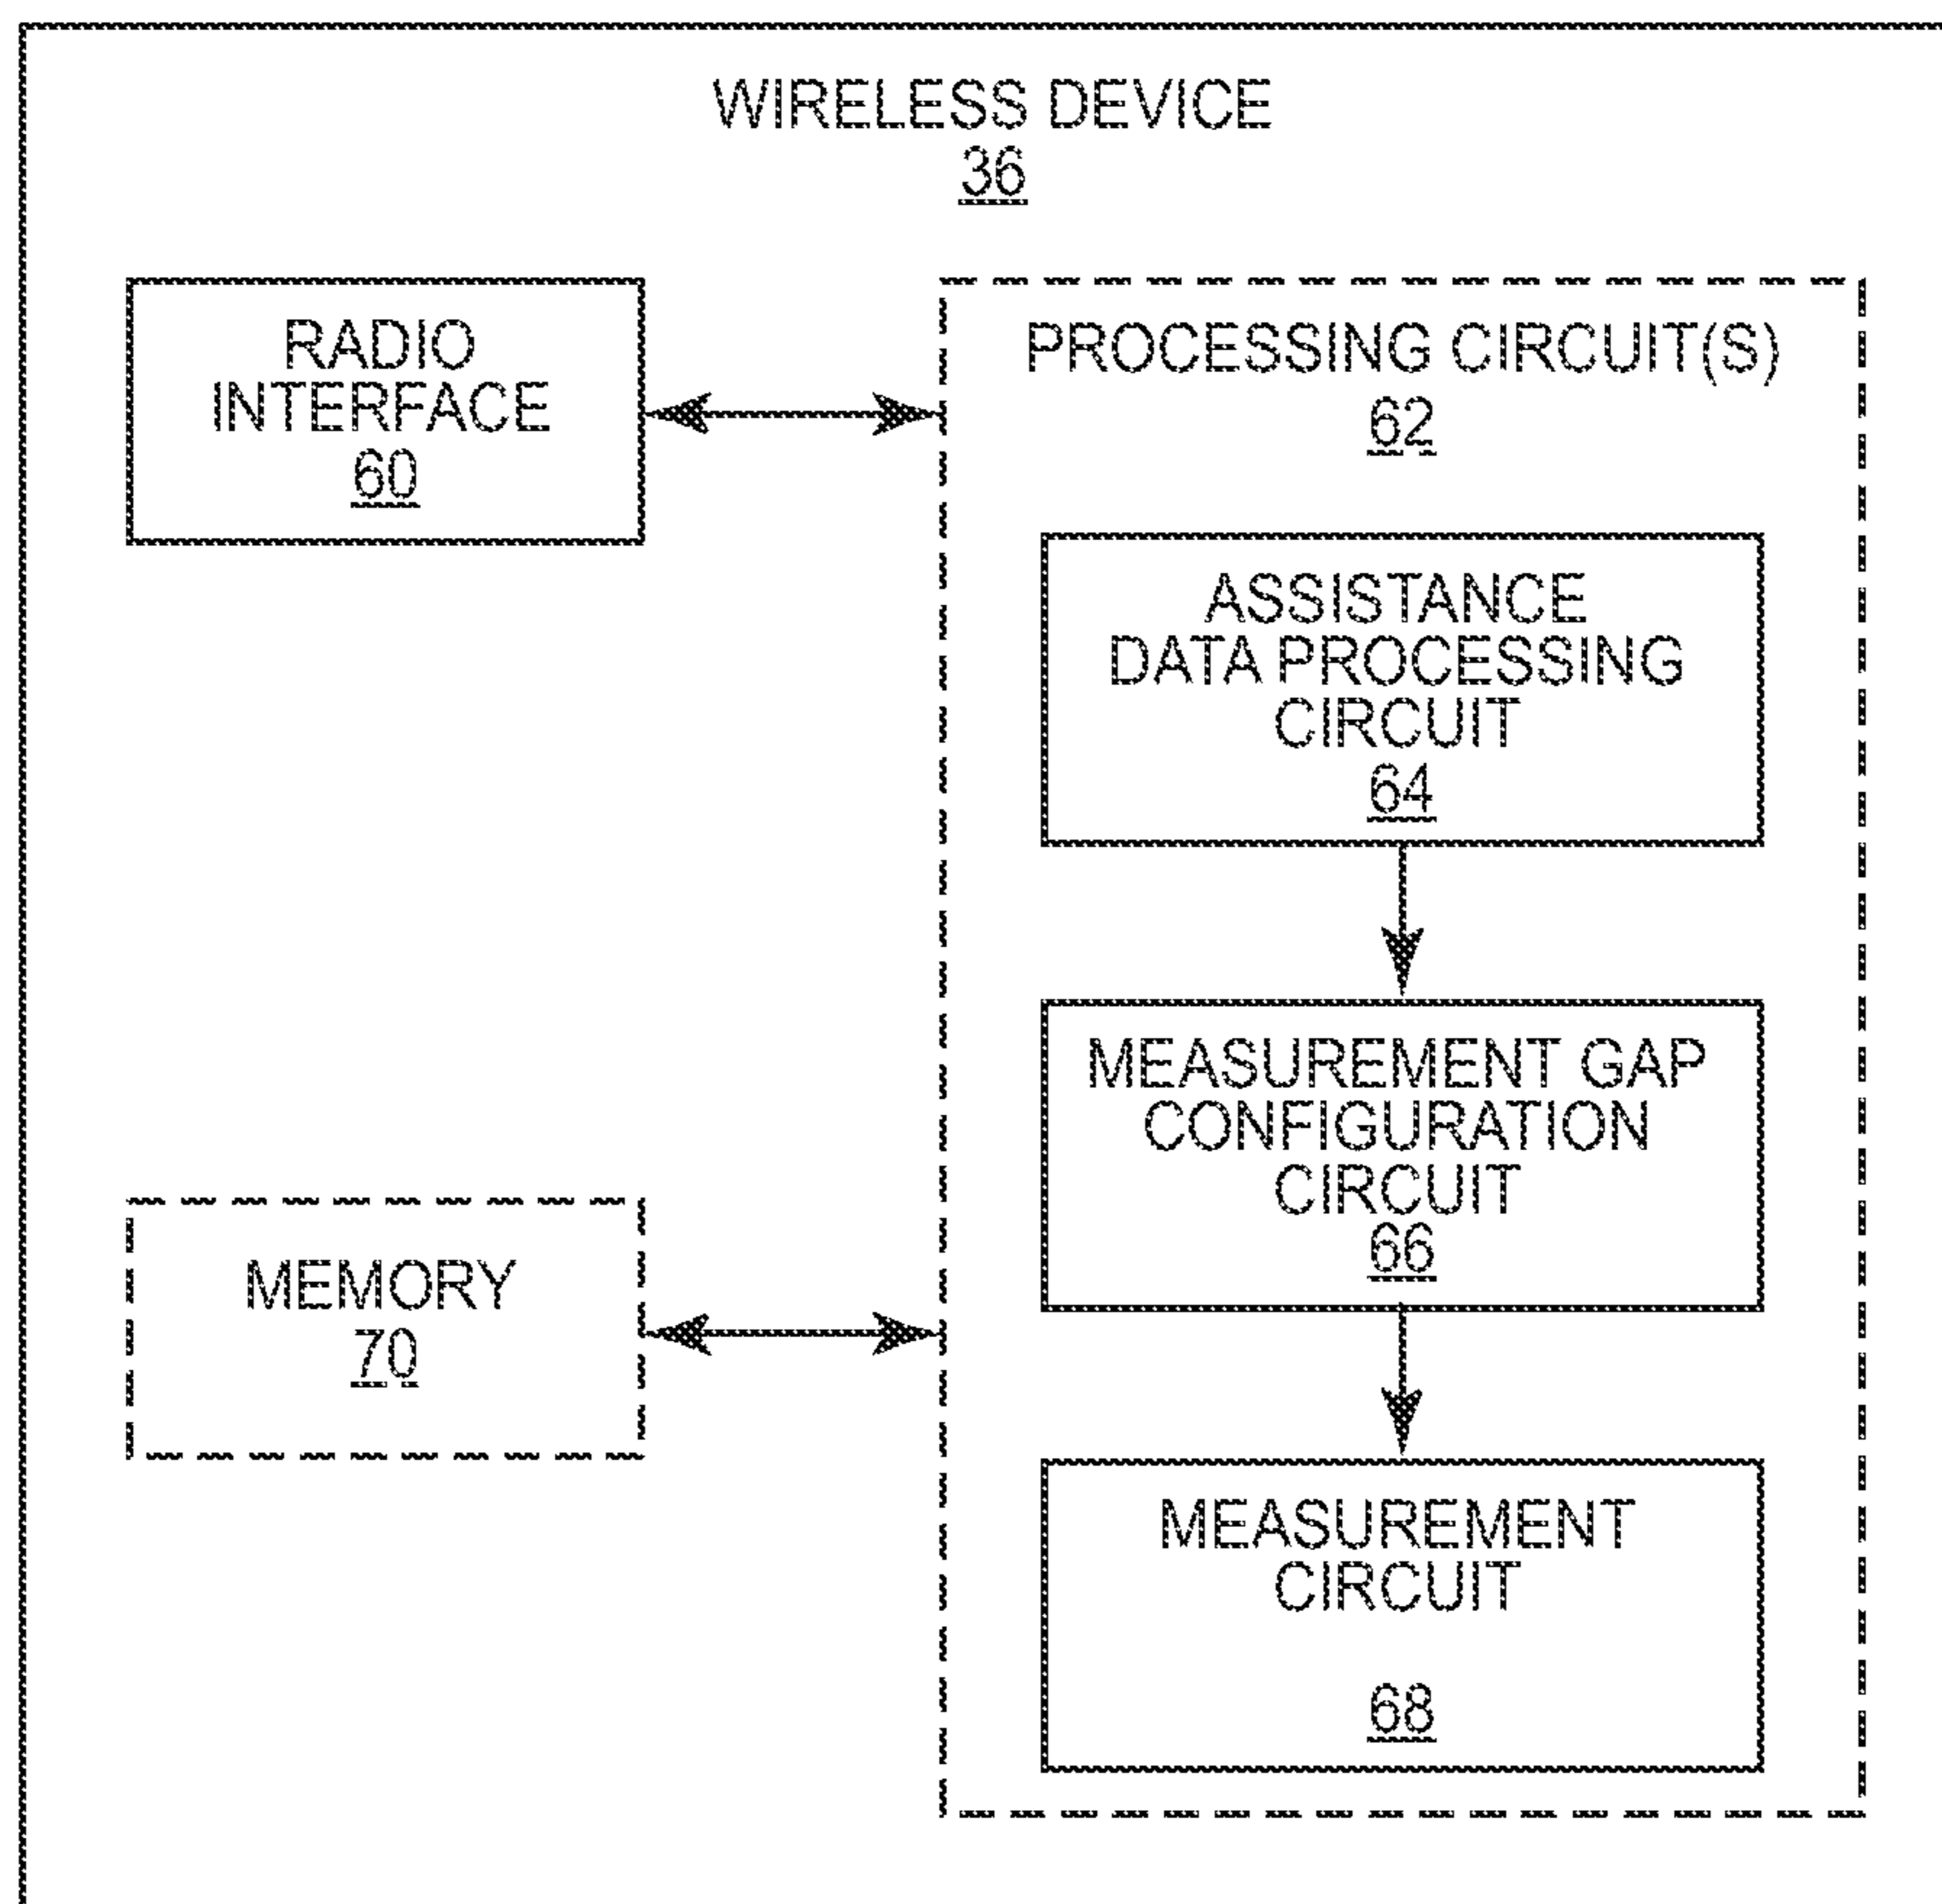 WIRELESS DEVICE
36
RADIO
INTERFACE
60
PROCESSING CIRCUIT(S)
62
ASSISTANCE
DATA PROCESSING
CIRCUIT
64
MEASUREMENT GAP
CONFIGURATION
CIRCUIT
66
MEMORY
70
MEASUREMENT
CIRCUIT
68